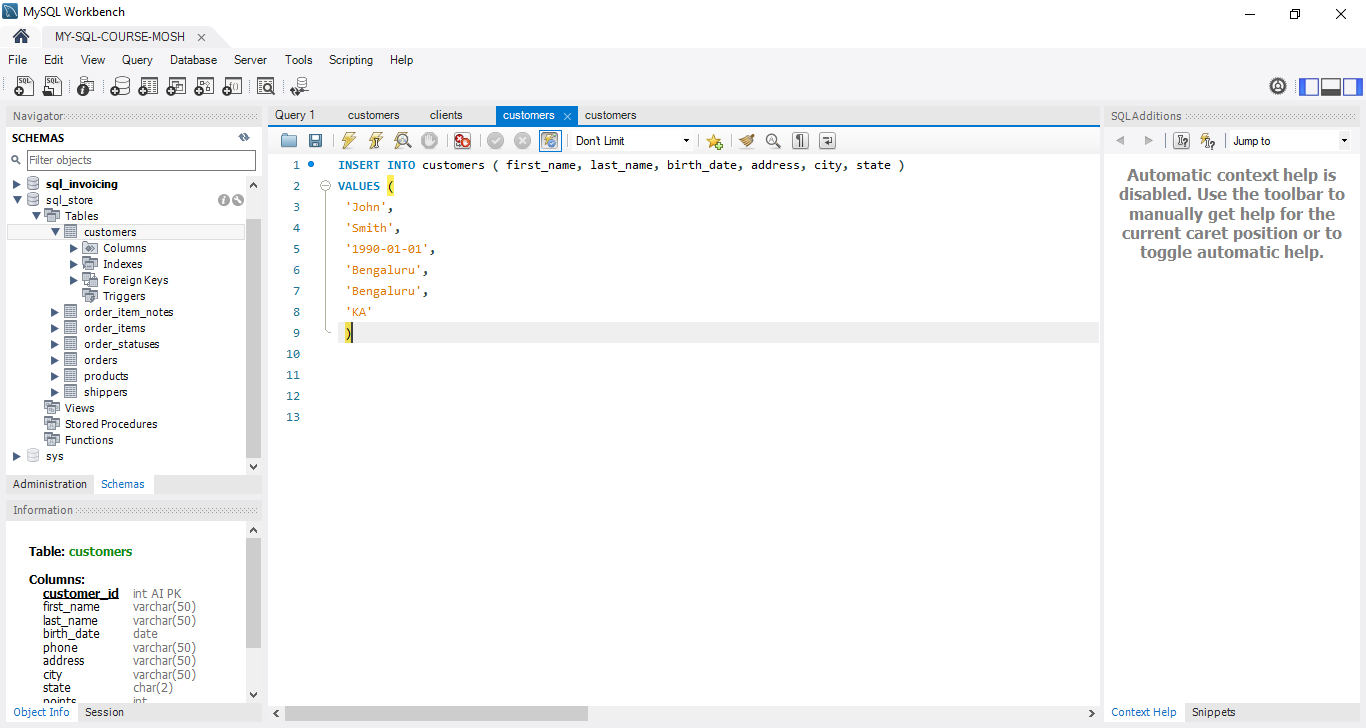 MySQL Workbench
MY-SQL-COURSE-MOSH
File Edit View Query Database Server Tools Scripting Help
Navigator
SCHEMAS
Filter objects
sql_invoicing
sql_store
Tables
customers
Columns
Indexes
Foreign Keys
Triggers
order_item_notes
order_items
order_statuses
orders
products
shippers
Views
Stored Procedures
Functions
sys
Administration Schemas
Information
Table: customers
Columns:
customer_id int AI PK
first_name varchar(50)
last_name varchar(50)
birth_date date
phone varchar(50)
address varchar(50)
city varchar(50)
state char(2)
points int
Object Info Session
Query 1 customers clients customers customers
Don't Limit
1 INSERT INTO customers ( first_name, last_name, birth_date, address, city, state )
2 VALUES (
3 'John',
4 'Smith',
5 '1990-01-01',
6 'Bengaluru',
7 'Bengaluru',
8 'KA'
9 )
10
11
12
13
SQLAdditions
Jump to
Automatic context help is
disabled. Use the toolbar to
manually get help for the
current caret position or to
toggle automatic help.
Context Help Snippets